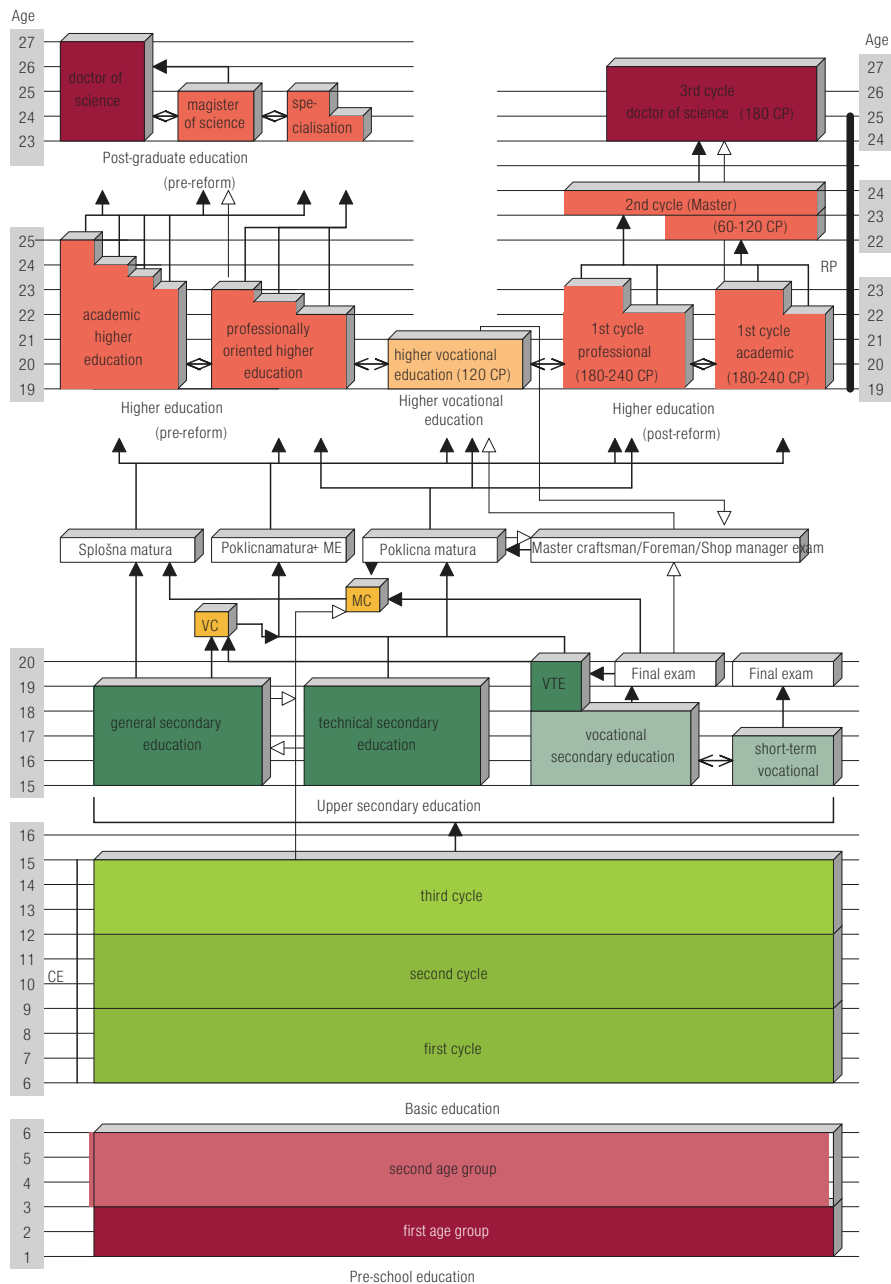 Age
27
26
25
24
23
doctor of
science
magister
of science
spe-
cialisation
Post-graduate education
(pre-reform)
Age
27
26
25
24
3rd cycle
doctor of science (180 CP)
24
23
22
2nd cycle (Master)
(60-120 CP)
RP
25
24
23
22
21
20
19
academic
higher
education
professionally
oriented higher
education
higher vocational
education (120 CP)
1st cycle
professional
(180-240 CP)
1st cycle
academic
(180-240 CP)
23
22
21
20
19
Higher education
(pre-reform)
Higher vocational
education
Higher education
(post-reform)
Splošna matura
Poklicnamatura+ ME
Poklicna matura
Master craftsman/Foreman/Shop manager exam
MC
VC
20
19
18
17
16
15
general secondary
education
technical secondary
education
VTE
Final exam
Final exam
vocational
secondary education
short-term
vocational
Upper secondary education
16
15
14
13
12
11
10
9
8
7
6
CE
third cycle
second cycle
first cycle
Basic education
6
5
4
3
2
1
second age group
first age group
Pre-school education